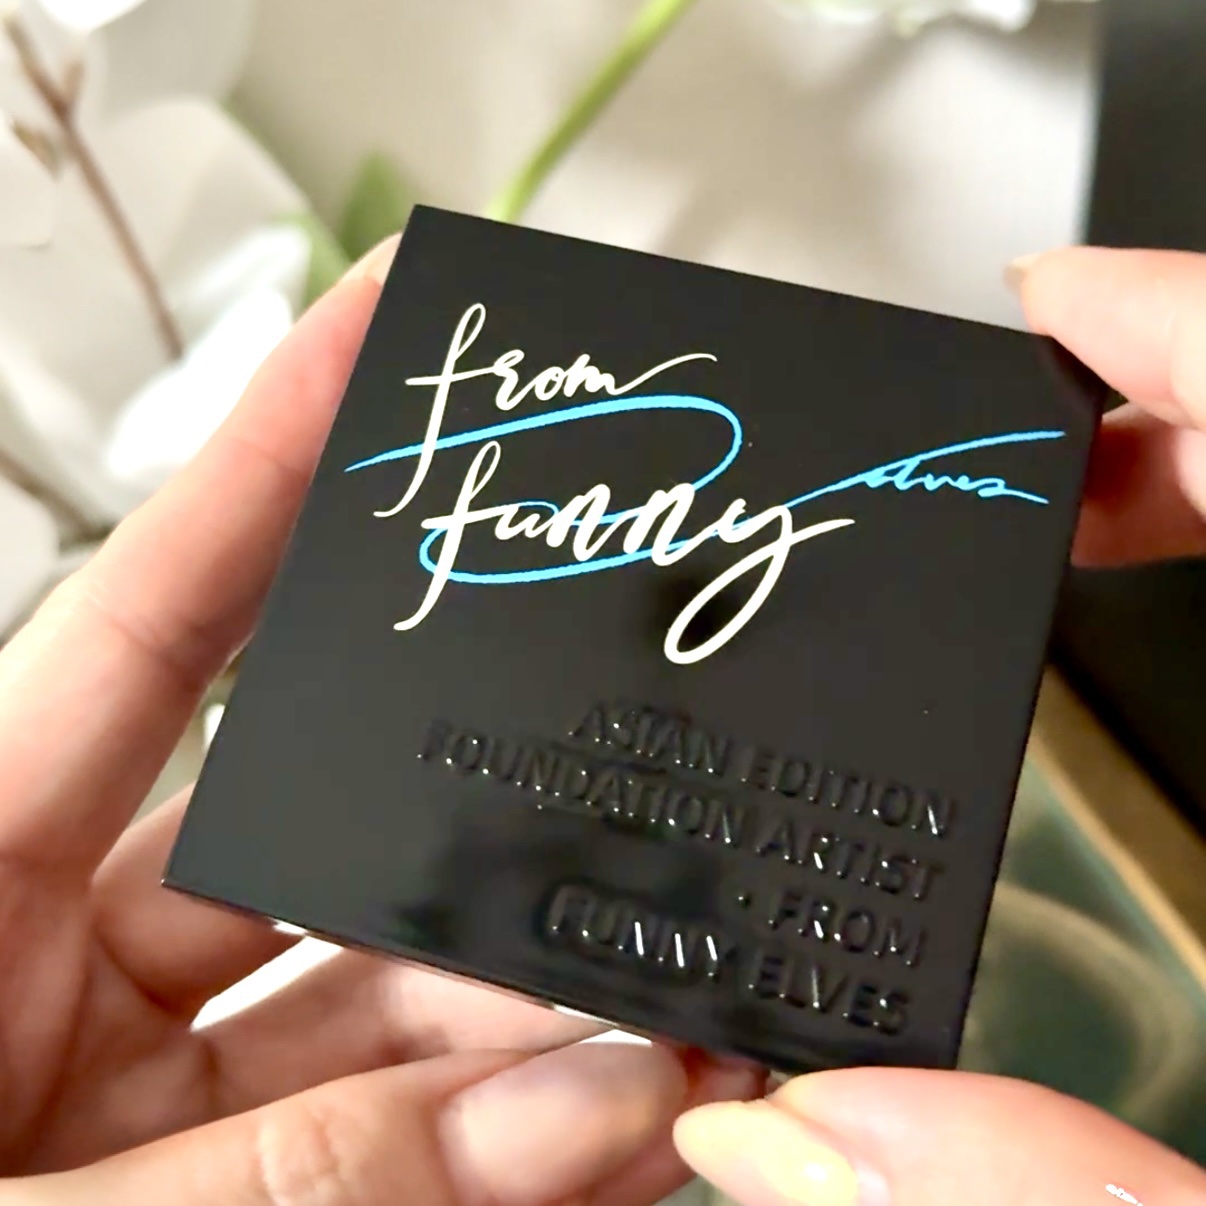 from
funny
elves
ASIAN EDITION
FOUNDATION ARTIST
· FROM
FUNNY ELVES